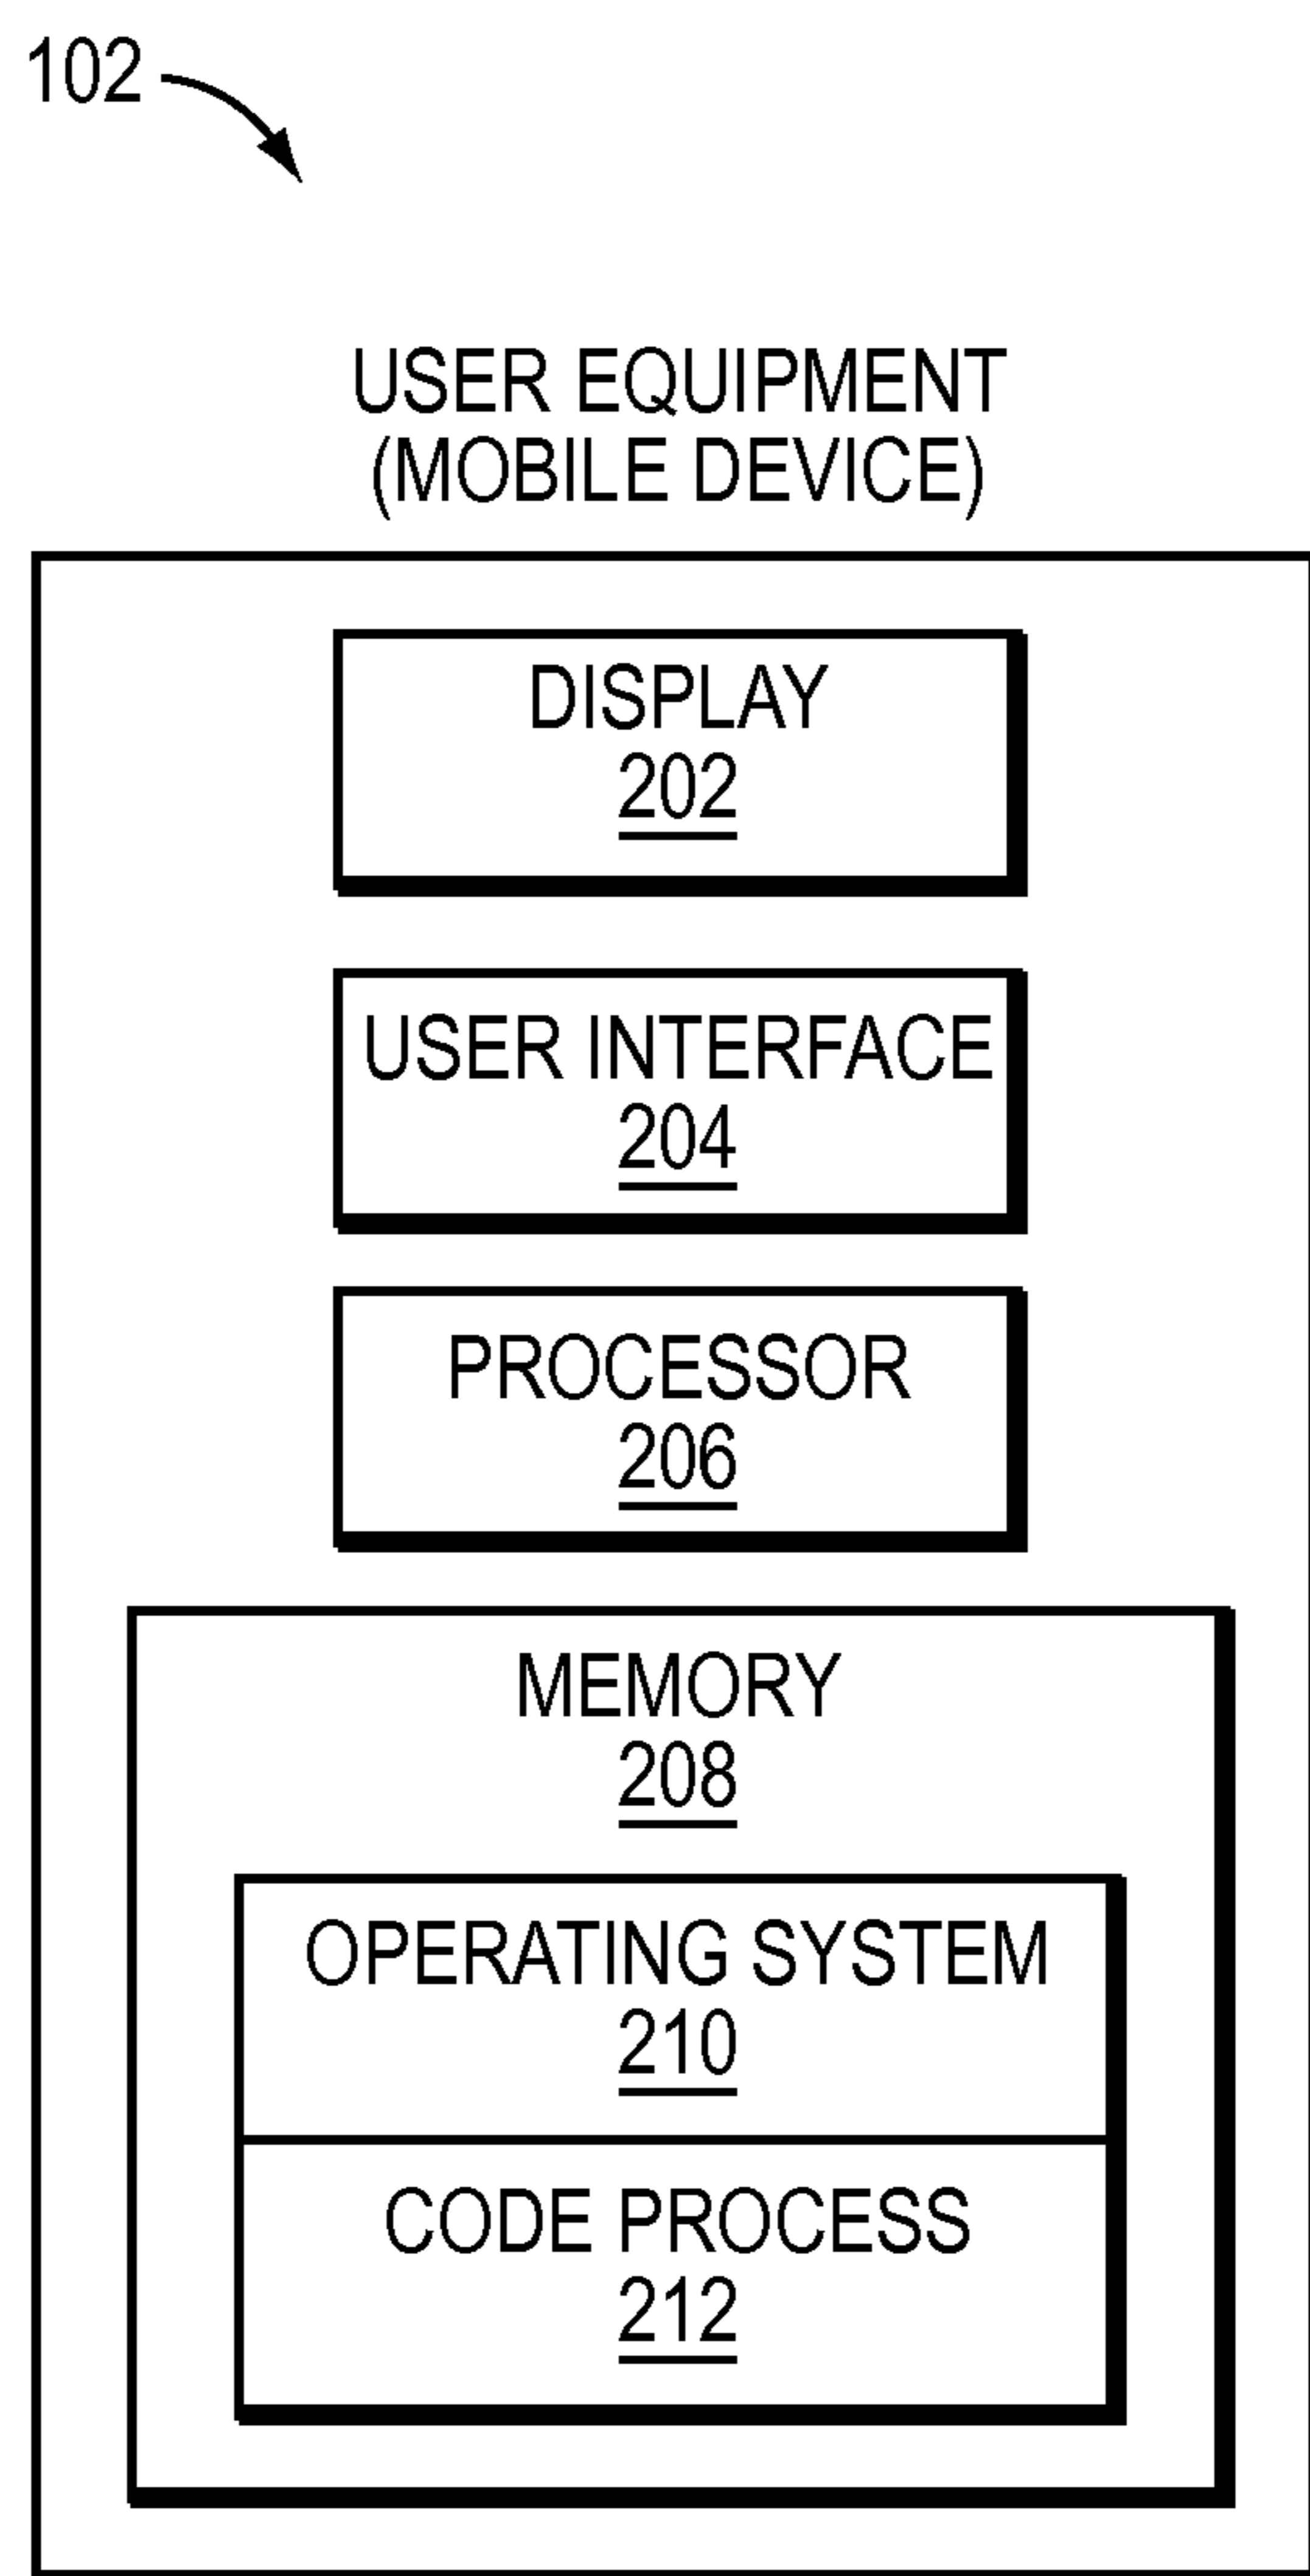 102
USER EQUIPMENT
(MOBILE DEVICE)
DISPLAY
202
USER INTERFACE
204
PROCESSOR
206
MEMORY
208
OPERATING SYSTEM
210
CODE PROCESS
212